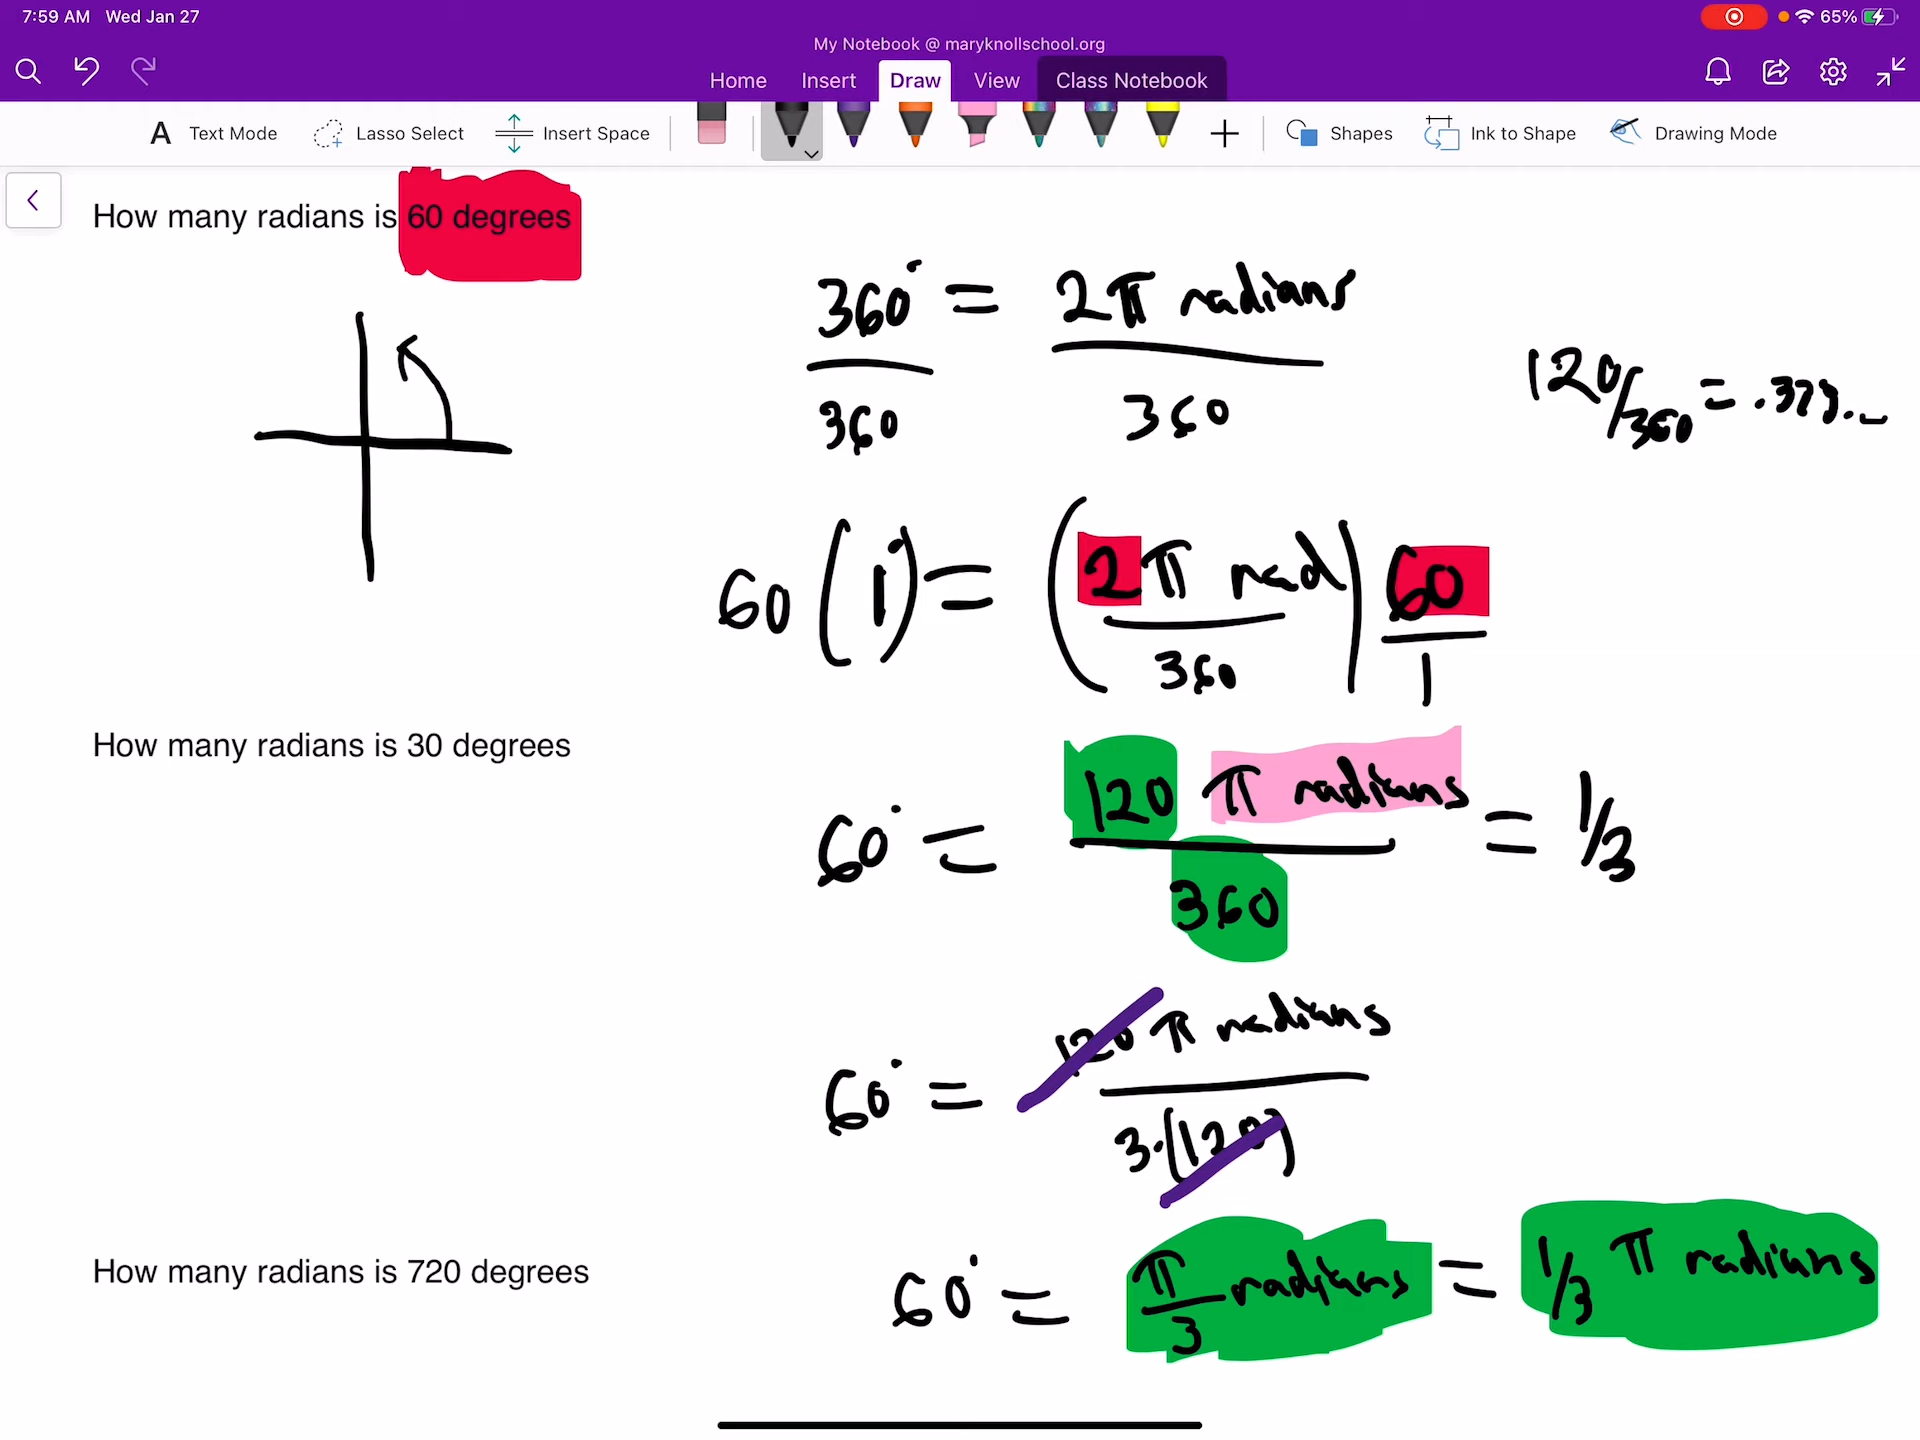 7:59 AM Wed Jan 27
65%
My Notebook @ maryknollschool.org
Home Insert Draw View Class Notebook
A Text Mode Lasso Select Insert Space Shapes Ink to Shape Drawing Mode
How many radians is 60 degrees
360° = 2π radians
360 360
120/360 = .333...
60 (1°) = (2π rad) 60
360 1
How many radians is 30 degrees
60° = 120 π radians = 1/3
360
60° = 120 π radians
3·(120)
How many radians is 720 degrees
60° = π/3 radians = 1/3 π radians